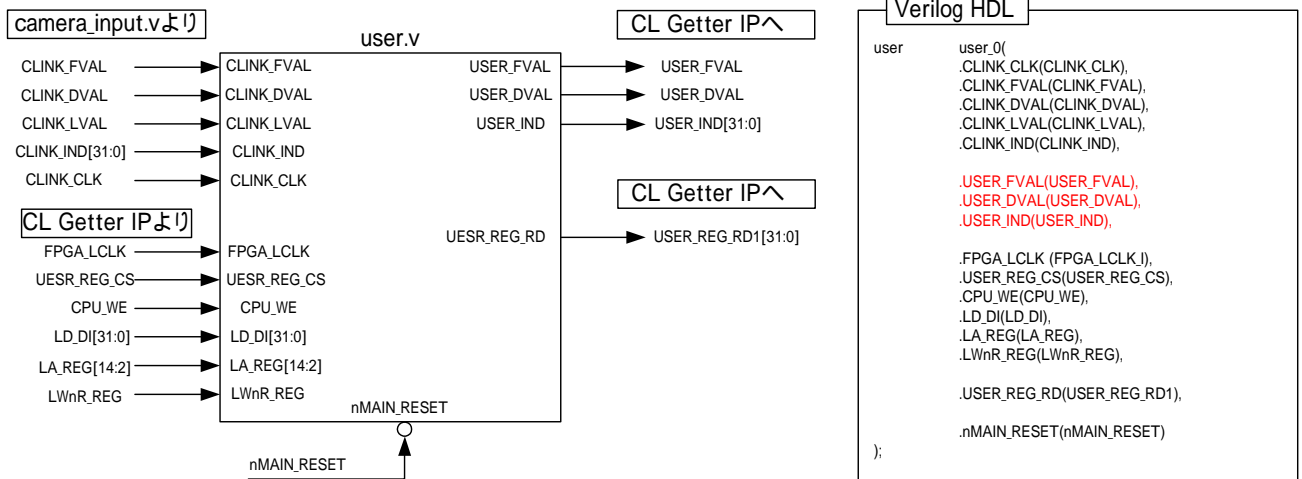 camera_input.vより
user.v
CL Getter IPへ
CLINK_FVAL
CLINK_FVAL
USER_FVAL
USER_FVAL
CLINK_DVAL
CLINK_DVAL
USER_DVAL
USER_DVAL
CLINK_LVAL
CLINK_LVAL
USER_IND
USER_IND[31:0]
CLINK_IND[31:0]
CLINK_IND
CLINK_CLK
CLINK_CLK
CL Getter IPへ
CL Getter IPより
UESR_REG_RD
USER_REG_RD1[31:0]
FPGA_LCLK
FPGA_LCLK
UESR_REG_CS
UESR_REG_CS
CPU_WE
CPU_WE
LD_DI[31:0]
LD_DI[31:0]
LA_REG[14:2]
LA_REG[14:2]
LWnR_REG
LWnR_REG
nMAIN_RESET
nMAIN_RESET
Verilog HDL
user user_0(
.CLINK_CLK(CLINK_CLK),
.CLINK_FVAL(CLINK_FVAL),
.CLINK_DVAL(CLINK_DVAL),
.CLINK_LVAL(CLINK_LVAL),
.CLINK_IND(CLINK_IND),
.USER_FVAL(USER_FVAL),
.USER_DVAL(USER_DVAL),
.USER_IND(USER_IND),
.FPGA_LCLK (FPGA_LCLK_I),
.USER_REG_CS(USER_REG_CS),
.CPU_WE(CPU_WE),
.LD_DI(LD_DI),
.LA_REG(LA_REG),
.LWnR_REG(LWnR_REG),
.USER_REG_RD(USER_REG_RD1),
.nMAIN_RESET(nMAIN_RESET)
);